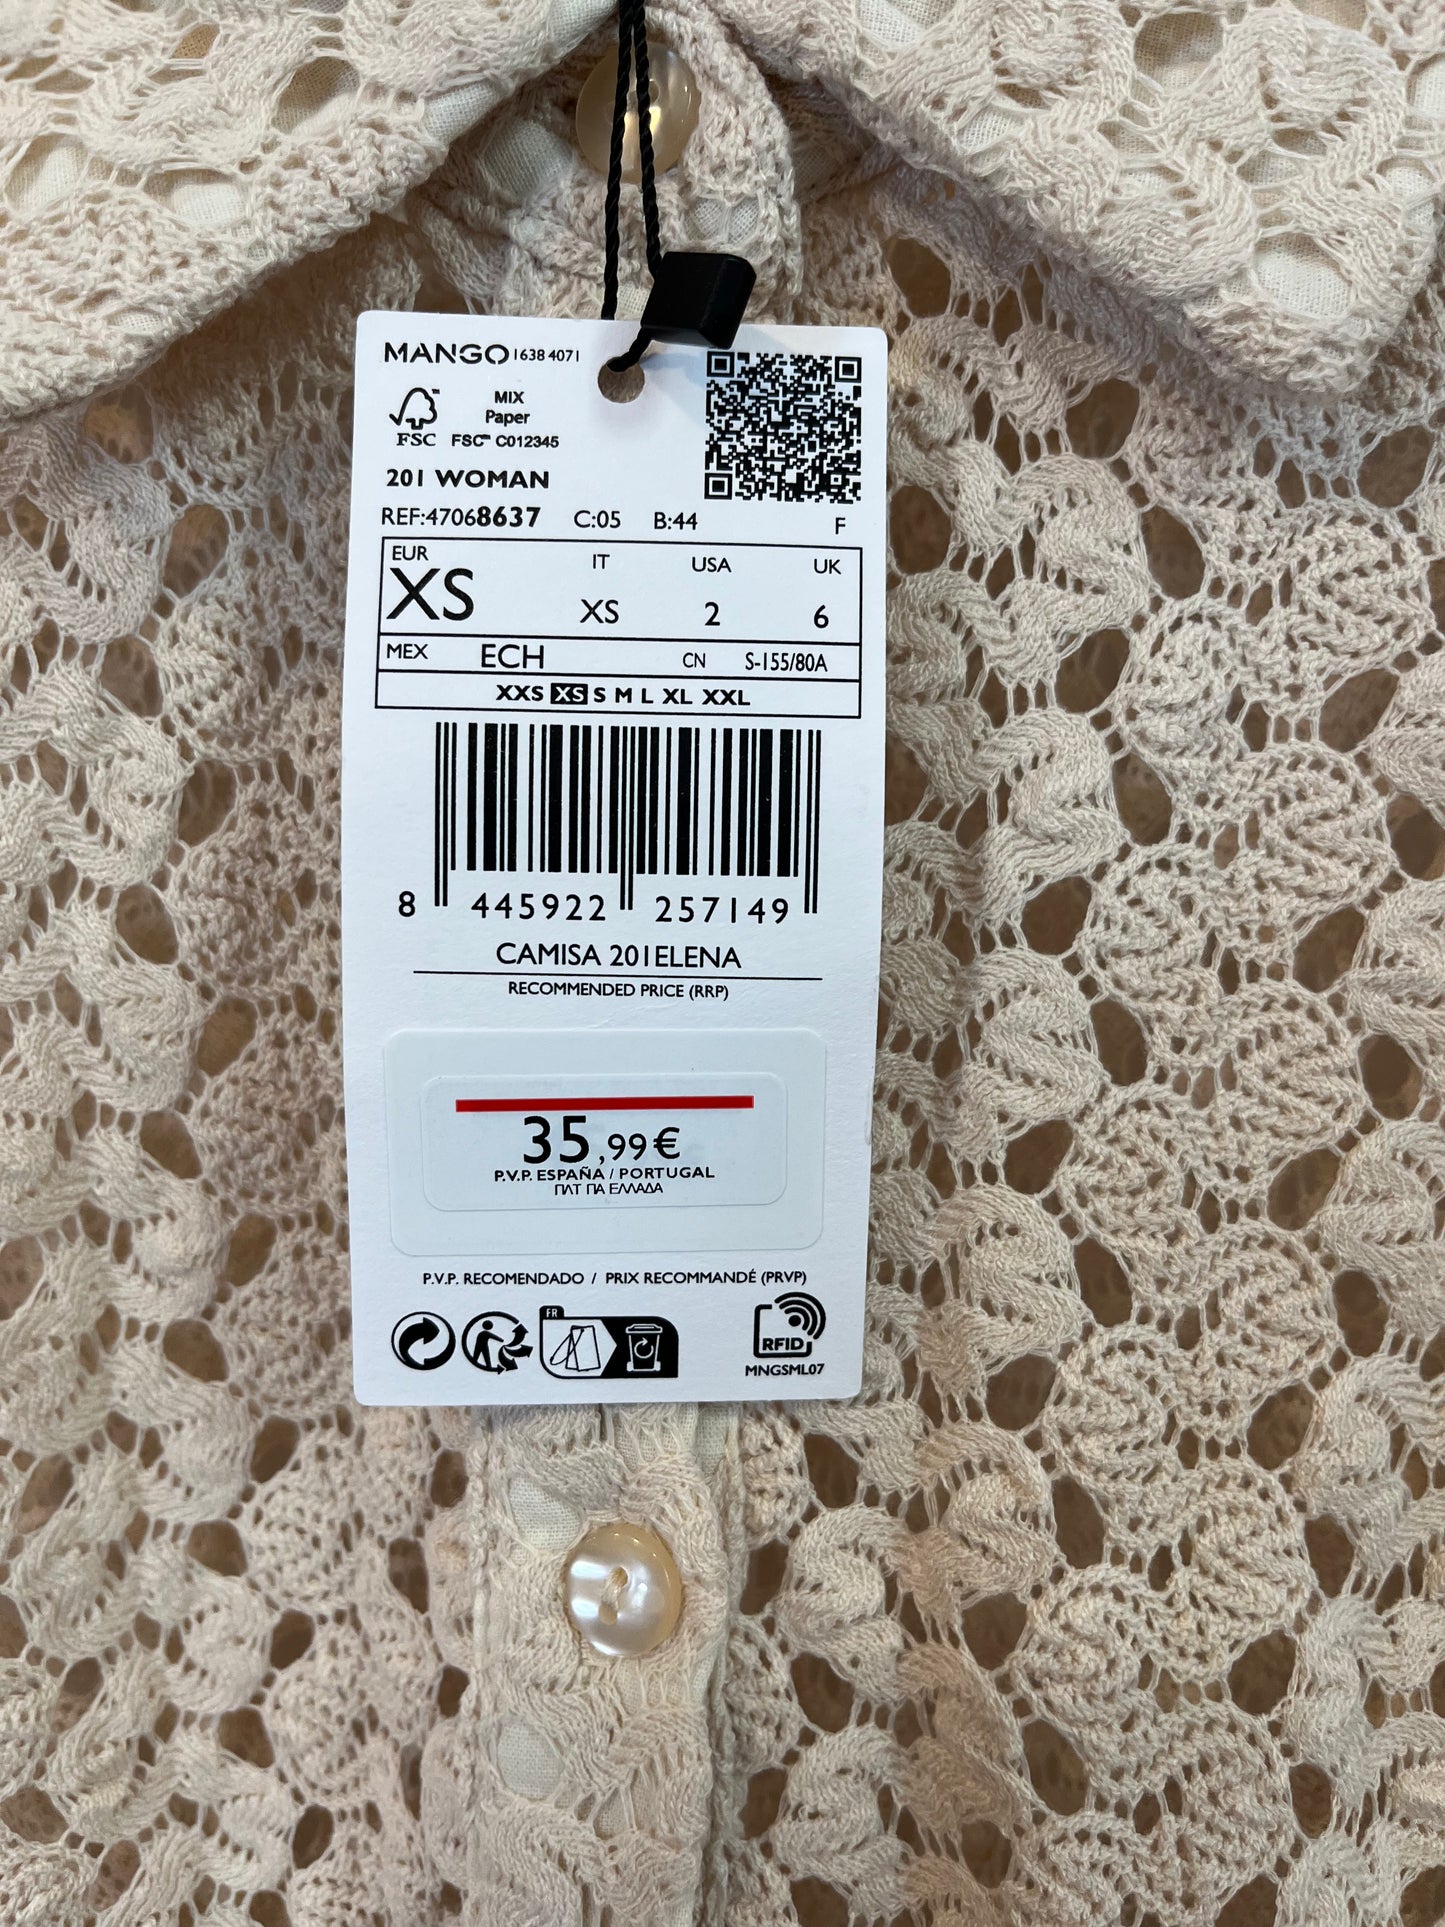 MANGO 1638 4071
MIX
Paper
FSC
FSC™ C012345
201 WOMAN
REF:47068637 C:05 B:44 F
EUR IT USA UK
XS XS 2 6
MEX ECH CN S-155/80A
XXS XS S M L XL XXL
8 445922 257149
CAMISA 201ELENA
RECOMMENDED PRICE (RRP)
35,99€
P.V.P. ESPAÑA / PORTUGAL
ΠΛΤ ΓΙΑ ΕΛΛΑΔΑ
P.V.P. RECOMENDADO / PRIX RECOMMANDÉ (PRVP)
FR
RFID
MNGSML07